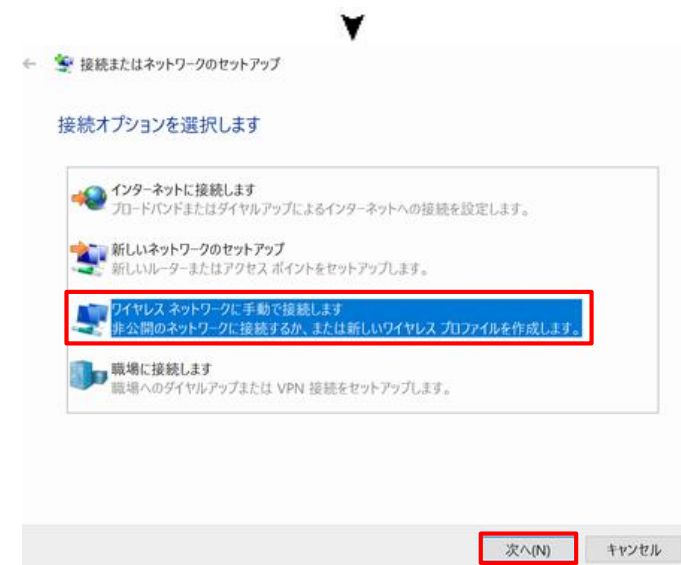 接続またはネットワークのセットアップ
接続オプションを選択します
インターネットに接続します
ブロードバンドまたはダイヤルアップによるインターネットへの接続を設定します。
新しいネットワークのセットアップ
新しいルーターまたはアクセス ポイントをセットアップします。
ワイヤレス ネットワークに手動で接続します
非公開のネットワークに接続するか、または新しいワイヤレス プロファイルを作成します。
職場に接続します
職場へのダイヤルアップまたは VPN 接続をセットアップします。
次へ(N) キャンセル